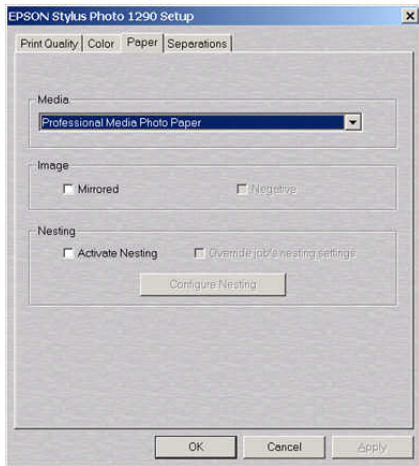 EPSON Stylus Photo 1290 Setup
Print Quality Color Paper Separations
Media
Professional Media Photo Paper
Image
Mirrored Negative
Nesting
Activate Nesting Override job's nesting settings
Configure Nesting
OK Cancel Apply